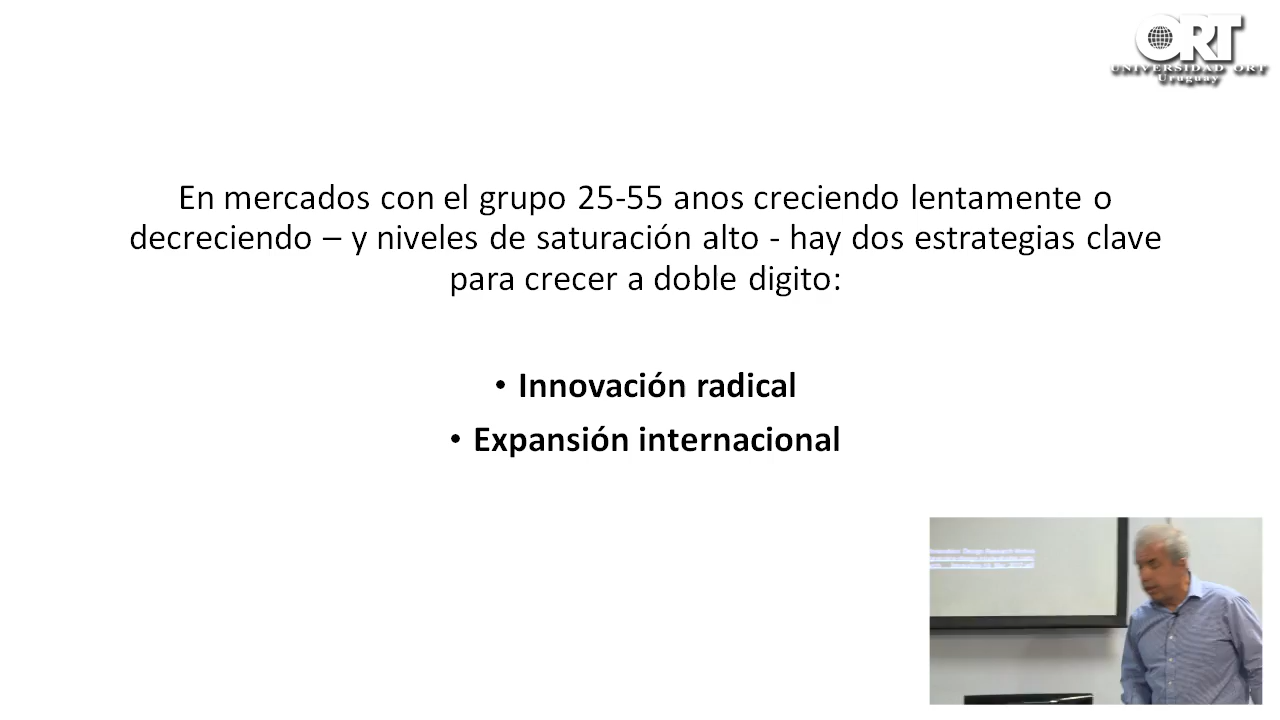 ORT
UNIVERSIDAD ORT
Uruguay
En mercados con el grupo 25-55 anos creciendo lentamente o
decreciendo – y niveles de saturación alto - hay dos estrategias clave
para crecer a doble digito:
• Innovación radical
• Expansión internacional